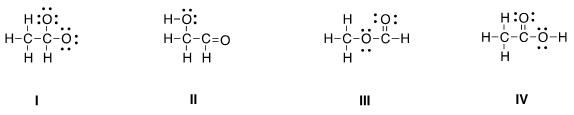 H O H–O H O H O
H–C–C–O H–C–C=O H–C–O–C–H H–C–C–O–H
H H H H H H
I II III IV